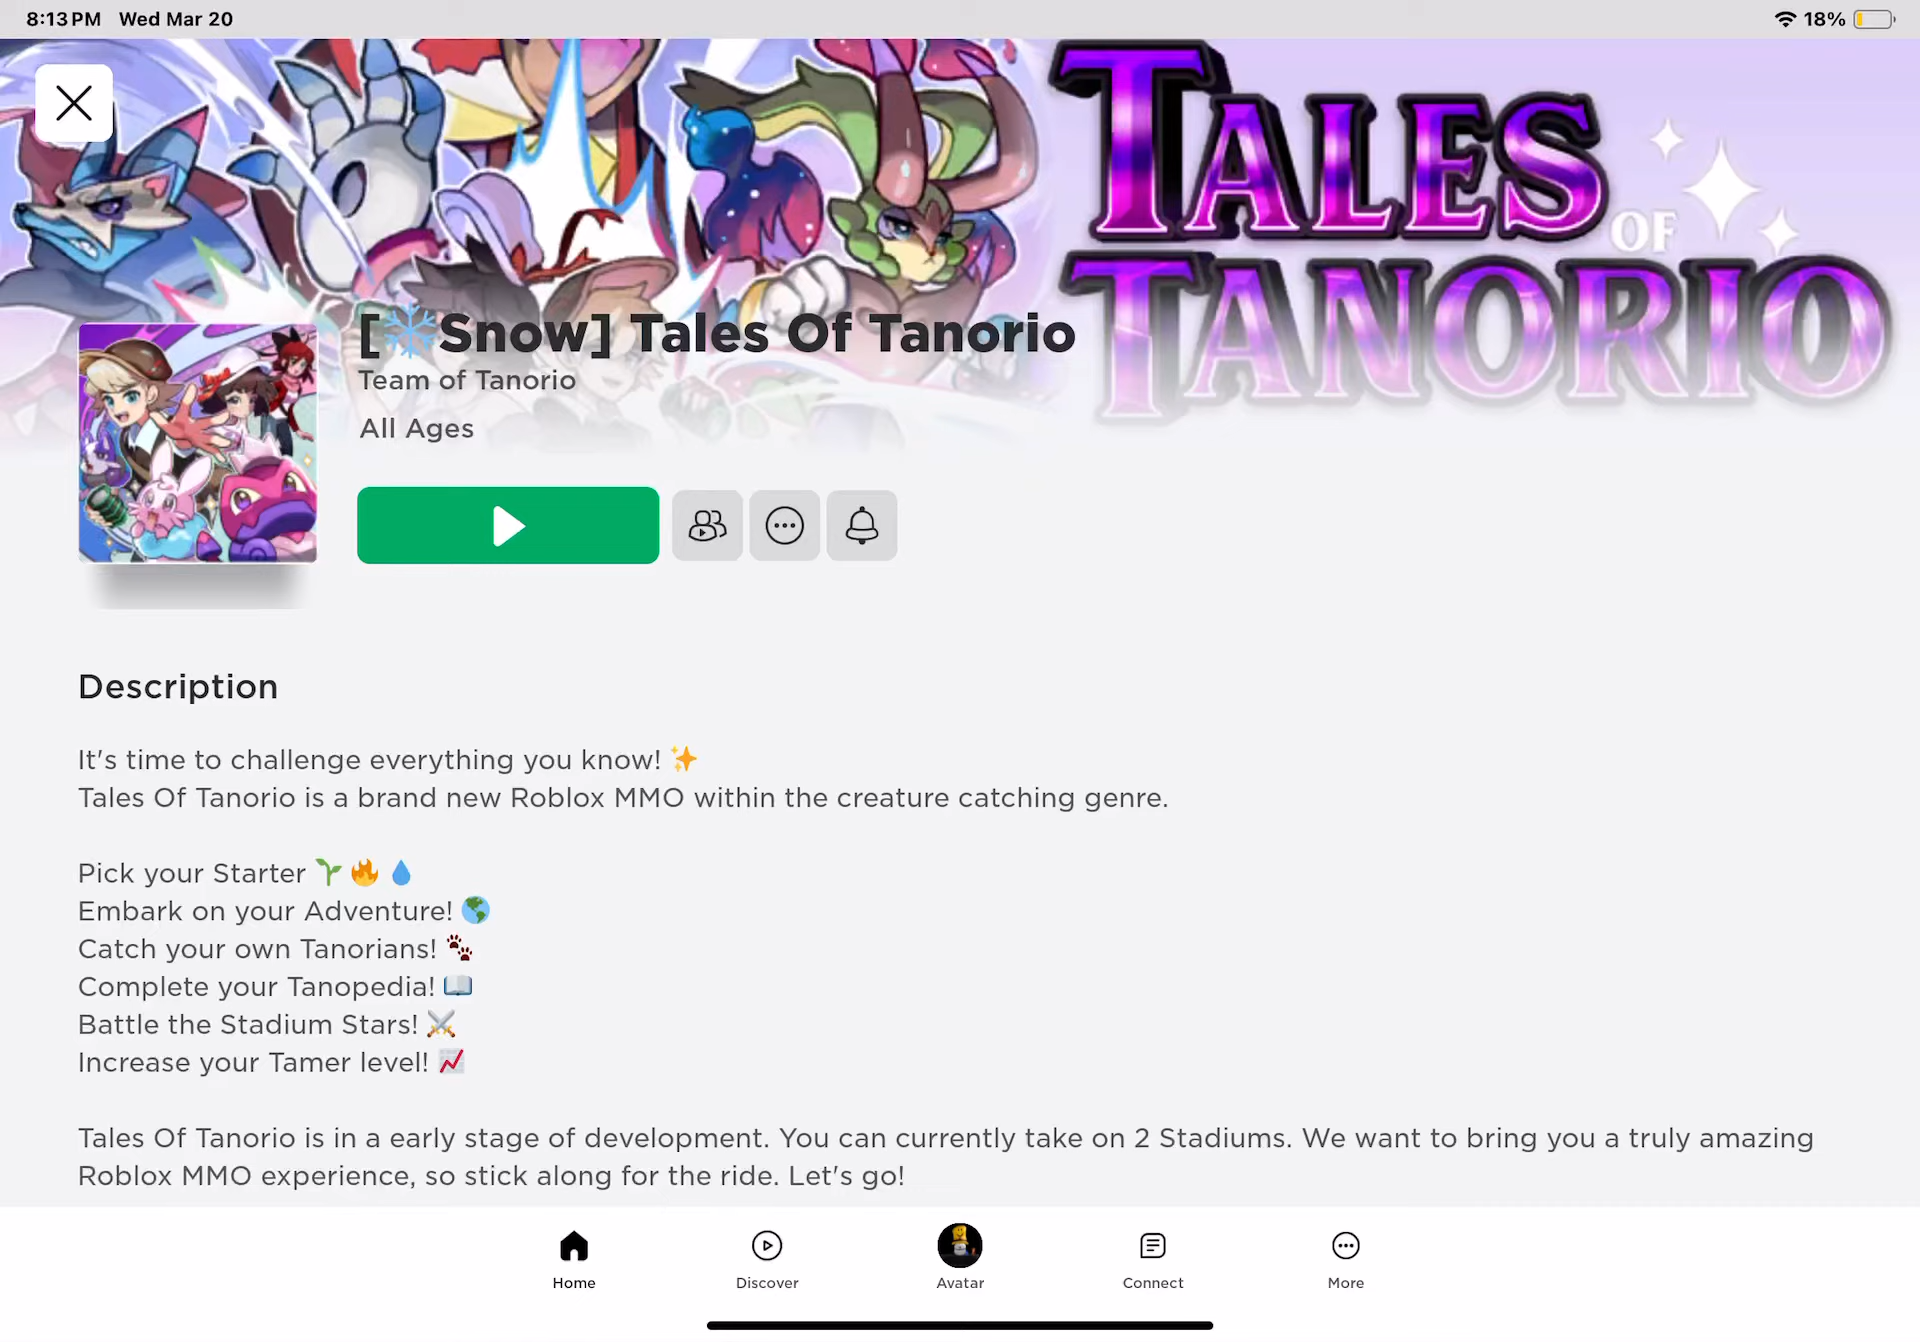 8:13 PM Wed Mar 20
18%
TALES
OF
TANORIO
[❄️Snow] Tales Of Tanorio
Team of Tanorio
All Ages
Description
It's time to challenge everything you know! ✨
Tales Of Tanorio is a brand new Roblox MMO within the creature catching genre.
Pick your Starter 🌱 🔥 💧
Embark on your Adventure! 🌎
Catch your own Tanorians! 🐾
Complete your Tanopedia! 📖
Battle the Stadium Stars! ⚔️
Increase your Tamer level! 📈
Tales Of Tanorio is in a early stage of development. You can currently take on 2 Stadiums. We want to bring you a truly amazing
Roblox MMO experience, so stick along for the ride. Let's go!
Home
Discover
Avatar
Connect
More